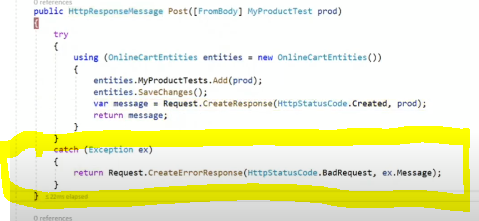 0 references
public HttpResponseMessage Post([FromBody] MyProductTest prod)
{
try
{
using (OnlineCartEntities entities = new OnlineCartEntities())
{
entities.MyProductTests.Add(prod);
entities.SaveChanges();
var message = Request.CreateResponse(HttpStatusCode.Created, prod);
return message;
}
}
catch (Exception ex)
{
return Request.CreateErrorResponse(HttpStatusCode.BadRequest, ex.Message);
}
} elapsed
0 references